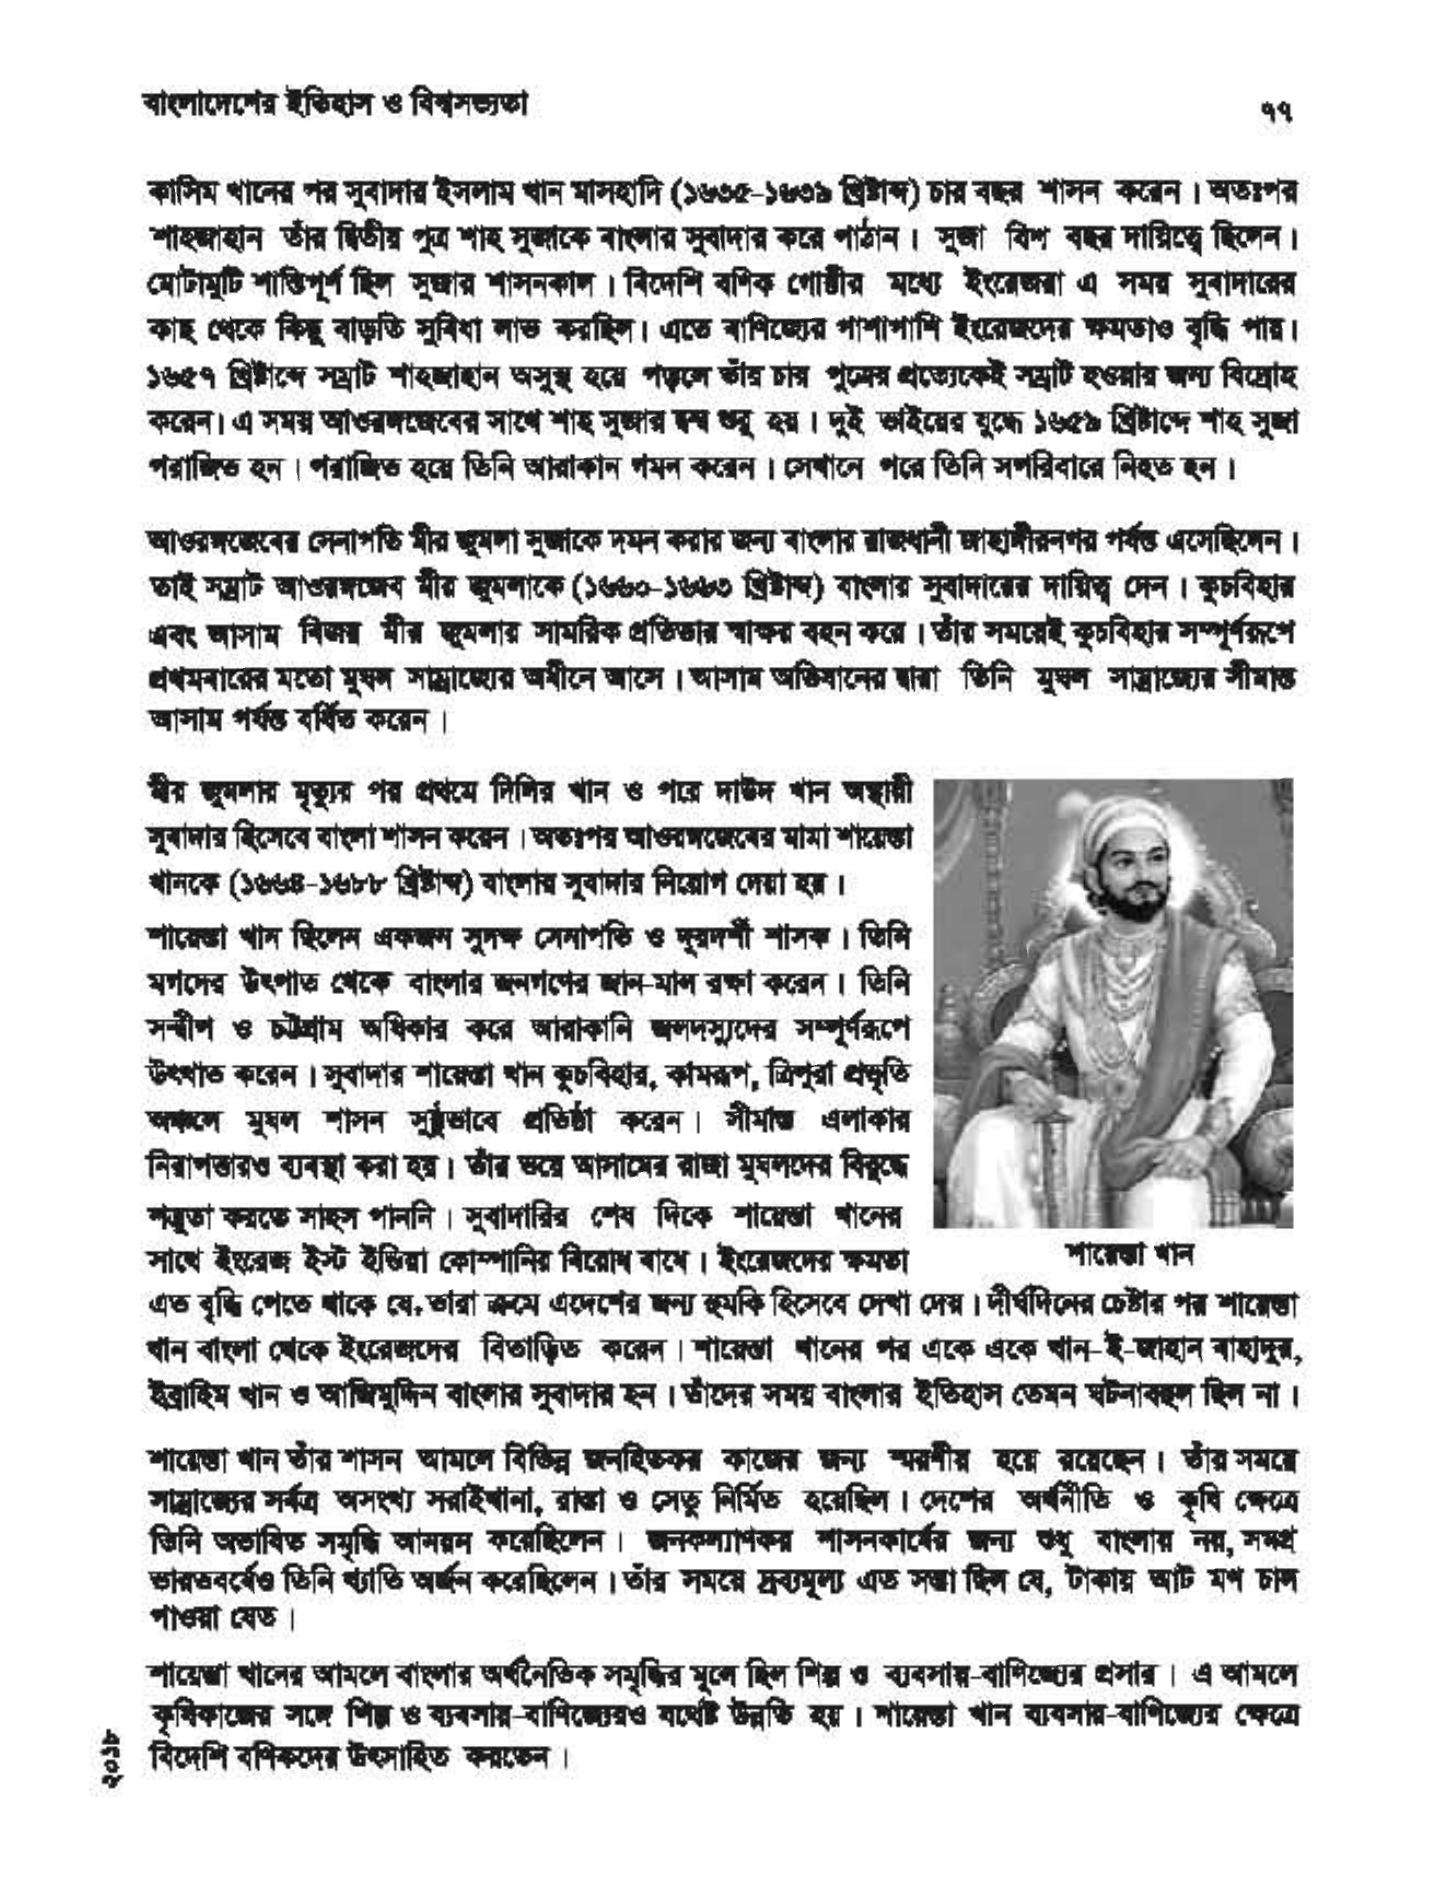 বাংলাদেশের ইতিহাস ও বিশ্বসভ্যতা
৭৭
কাসিম খানের পর সুবাদার ইসলাম খান মাসহাদি (১৬৩৫-১৬৩৯ খ্রিষ্টাব্দ) চার বছর শাসন করেন। অতঃপর
শাহজাহান তাঁর দ্বিতীয় পুত্র শাহ সুজাকে বাংলার সুবাদার করে পাঠান। সুজা বিশ বছর দায়িত্বে ছিলেন।
মোটামুটি শান্তিপূর্ণ ছিল সুজার শাসনকাল। বিদেশি বণিক গোষ্ঠীর মধ্যে ইংরেজরা এ সময় সুবাদারের
কাছ থেকে কিছু বাড়তি সুবিধা লাভ করছিল। এতে বাণিজ্যের পাশাপাশি ইংরেজদের ক্ষমতাও বৃদ্ধি পায়।
১৬৫৭ খ্রিষ্টাব্দে সম্রাট শাহজাহান অসুস্থ হয়ে পড়লে তাঁর চার পুত্রের প্রত্যেকেই সম্রাট হওয়ার জন্য বিদ্রোহ
করেন। এ সময় আওরঙ্গজেবের সাথে শাহ সুজার দ্বন্দ্ব শুরু হয়। দুই ভাইয়ের যুদ্ধে ১৬৫৯ খ্রিষ্টাব্দে শাহ সুজা
পরাজিত হন। পরাজিত হয়ে তিনি আরাকান গমন করেন। সেখানে পরে তিনি সপরিবারে নিহত হন।
আওরঙ্গজেবের সেনাপতি মীর জুমলা সুজাকে দমন করার জন্য বাংলার রাজধানী জাহাঙ্গীরনগর পর্যন্ত এসেছিলেন।
তাই সম্রাট আওরঙ্গজেব মীর জুমলাকে (১৬৬০-১৬৬৩ খ্রিষ্টাব্দ) বাংলার সুবাদারের দায়িত্ব দেন। কুচবিহার
এবং আসাম বিজয় মীর জুমলার সামরিক প্রতিভার স্বাক্ষর বহন করে। তাঁর সময়েই কুচবিহার সম্পূর্ণরূপে
প্রথমবারের মতো মুঘল সাম্রাজ্যের অধীনে আসে। আসাম অভিযানের দ্বারা তিনি মুঘল সাম্রাজ্যের সীমান্ত
আসাম পর্যন্ত বর্ধিত করেন।
মীর জুমলার মৃত্যুর পর প্রথমে দিলির খান ও পরে দাউদ খান অস্থায়ী
সুবাদার হিসেবে বাংলা শাসন করেন। অতঃপর আওরঙ্গজেবের মামা শায়েস্তা
খানকে (১৬৬৪-১৬৮৮ খ্রিষ্টাব্দ) বাংলার সুবাদার নিয়োগ দেয়া হয়।
শায়েস্তা খান ছিলেন একজন সুদক্ষ সেনাপতি ও দূরদর্শী শাসক। তিনি
মগদের উৎপাত থেকে বাংলার জনগণের জান-মাল রক্ষা করেন। তিনি
সন্দ্বীপ ও চট্টগ্রাম অধিকার করে আরাকানি জলদস্যুদের সম্পূর্ণরূপে
উৎখাত করেন। সুবাদার শায়েস্তা খান কুচবিহার, কামরূপ, ত্রিপুরা প্রভৃতি
অঞ্চলে মুঘল শাসন সুষ্ঠুভাবে প্রতিষ্ঠা করেন। সীমান্ত এলাকার
নিরাপত্তারও ব্যবস্থা করা হয়। তাঁর ভয়ে আসামের রাজা মুঘলদের বিরুদ্ধে
শত্রুতা করতে সাহস পাননি। সুবাদারির শেষ দিকে শায়েস্তা খানের
সাথে ইংরেজ ইস্ট ইন্ডিয়া কোম্পানির বিরোধ বাধে। ইংরেজদের ক্ষমতা
শায়েস্তা খান
এত বৃদ্ধি পেতে থাকে যে, তারা ক্রমে এদেশের জন্য হুমকি হিসেবে দেখা দেয়। দীর্ঘদিনের চেষ্টার পর শায়েস্তা
খান বাংলা থেকে ইংরেজদের বিতাড়িত করেন। শায়েস্তা খানের পর একে একে খান-ই-জাহান বাহাদুর,
ইব্রাহিম খান ও আজিমুদ্দিন বাংলার সুবাদার হন। তাঁদের সময় বাংলার ইতিহাস তেমন ঘটনাবহুল ছিল না।
শায়েস্তা খান তাঁর শাসন আমলে বিভিন্ন জনহিতকর কাজের জন্য স্মরণীয় হয়ে রয়েছেন। তাঁর সময়ে
সাম্রাজ্যের সর্বত্র অসংখ্য সরাইখানা, রাস্তা ও সেতু নির্মিত হয়েছিল। দেশের অর্থনীতি ও কৃষি ক্ষেত্রে
তিনি অভাবিত সমৃদ্ধি আনয়ন করেছিলেন। জনকল্যাণকর শাসনকার্যের জন্য শুধু বাংলায় নয়, সমগ্র
ভারতবর্ষেও তিনি খ্যাতি অর্জন করেছিলেন। তাঁর সময়ে দ্রব্যমূল্য এত সস্তা ছিল যে, টাকায় আট মণ চাল
পাওয়া যেত।
শায়েস্তা খানের আমলে বাংলার অর্থনৈতিক সমৃদ্ধির মূলে ছিল শিল্প ও ব্যবসায়-বাণিজ্যের প্রসার। এ আমলে
কৃষিকাজের সঙ্গে শিল্প ও ব্যবসায়-বাণিজ্যেরও যথেষ্ট উন্নতি হয়। শায়েস্তা খান ব্যবসায়-বাণিজ্যের ক্ষেত্রে
বিদেশি বণিকদের উৎসাহিত করতেন।
২০১৮